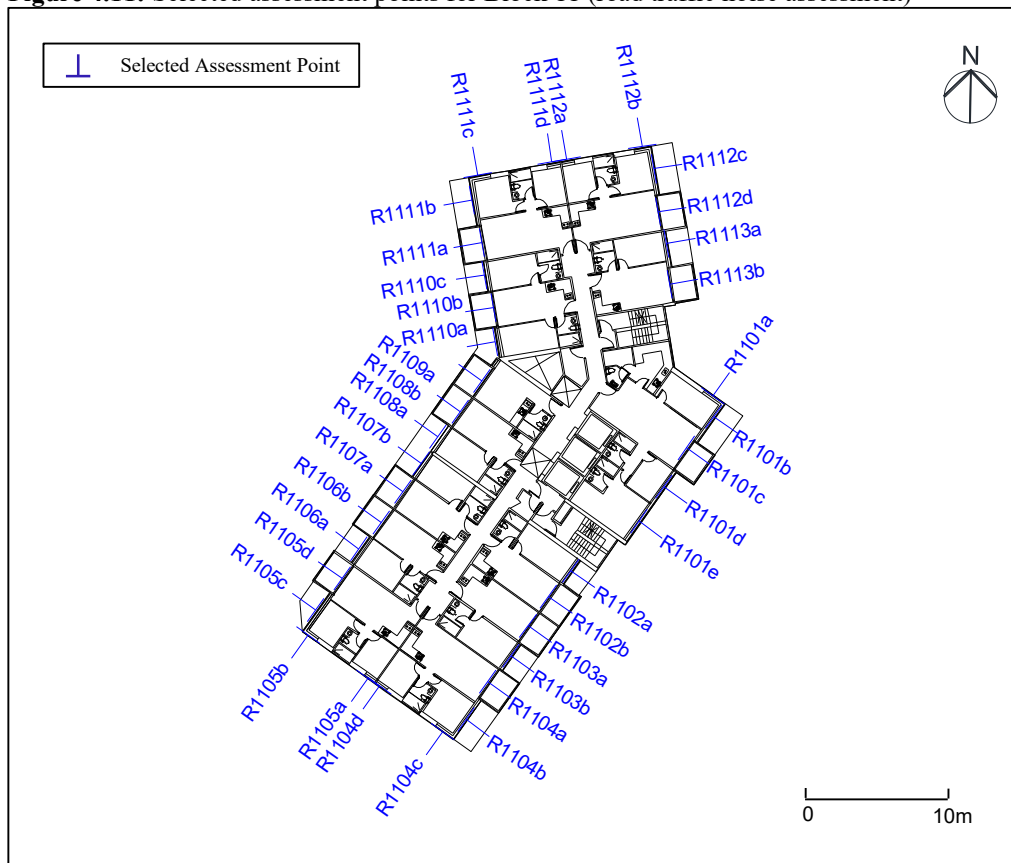 Figure 4.11: Selected assessment points for Block 11 (road traffic noise assessment)
Selected Assessment Point
N
R1111c
R1111d
R1112a
R1112b
R1112c
R1111b
R1112d
R1111a
R1113a
R1110c
R1113b
R1110b
R1110a
R1109a
R1101a
R1108b
R1108a
R1107b
R1101b
R1107a
R1101c
R1106b
R1101d
R1106a
R1101e
R1105d
R1105c
R1102a
R1102b
R1103a
R1105b
R1103b
R1105a
R1104a
R1104d
R1104b
R1104c
0 10m